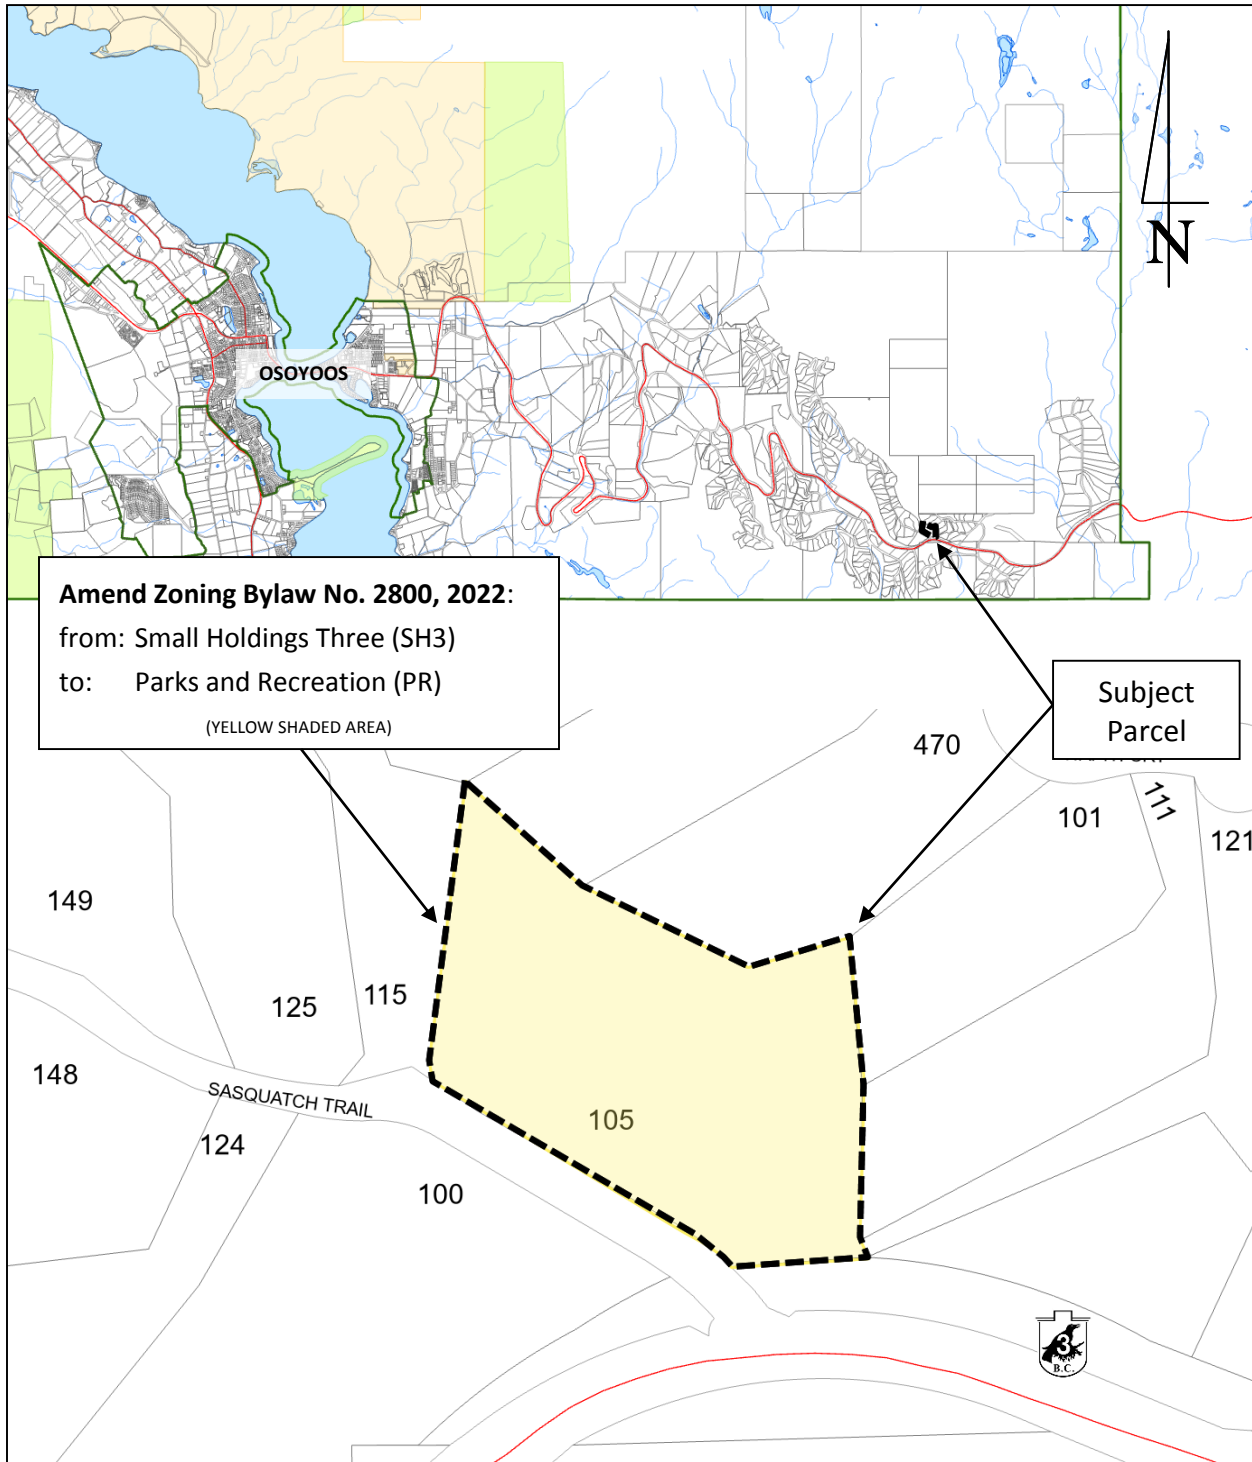 N
OSOYOOS
Amend Zoning Bylaw No. 2800, 2022:
from: Small Holdings Three (SH3)
to: Parks and Recreation (PR)
(YELLOW SHADED AREA)
Subject
Parcel
470
101
111
121
149
125
115
148
SASQUATCH TRAIL
124
105
100
3
B.C.